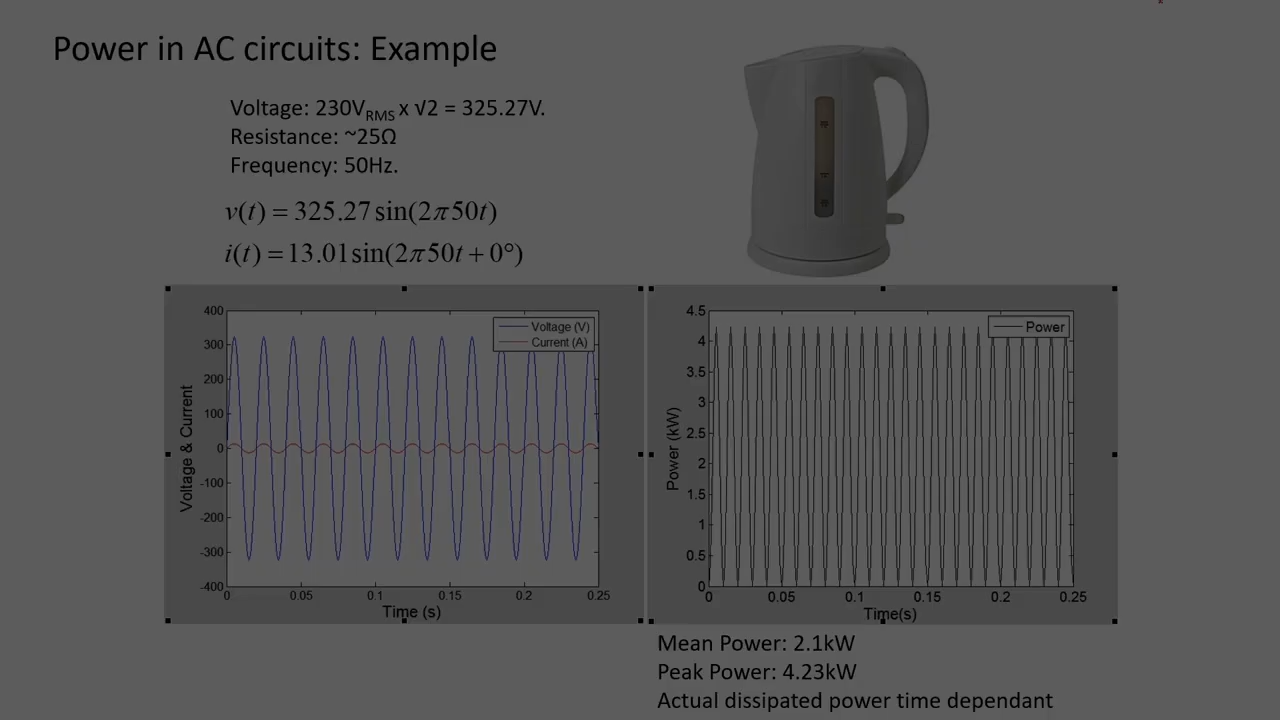 Power in AC circuits: Example
Voltage: 230VRMS x √2 = 325.27V.
Resistance: ~25Ω
Frequency: 50Hz.
v(t) = 325.27 sin(2π50t)
i(t) = 13.01sin(2π50t + 0°)
400
300
200
100
0
-100
-200
-300
-400
Voltage & Current
Voltage (V)
Current (A)
0 0.05 0.1 0.15 0.2 0.25
Time (s)
4.5
4
3.5
3
2.5
2
1.5
1
0.5
0
Power (kW)
Power
0 0.05 0.1 0.15 0.2 0.25
Time(s)
Mean Power: 2.1kW
Peak Power: 4.23kW
Actual dissipated power time dependant